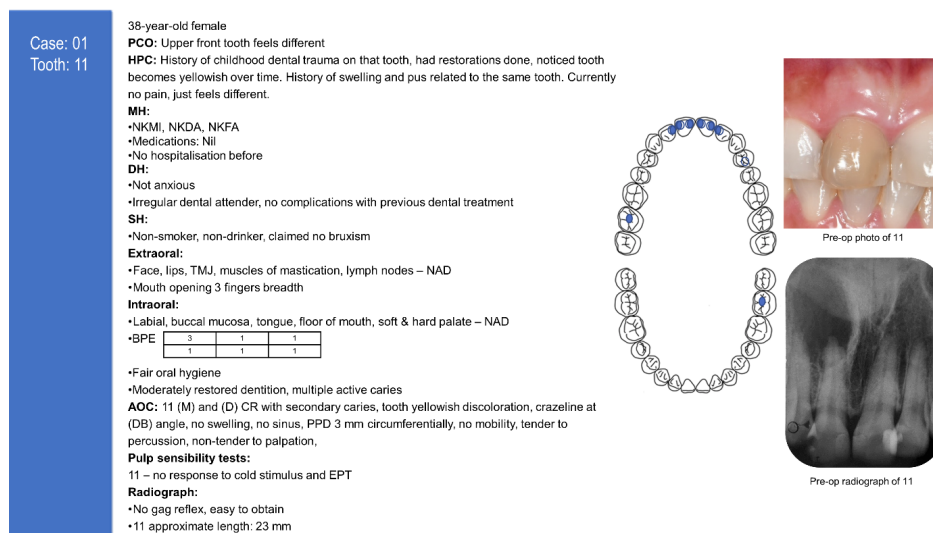 Case: 01
Tooth: 11
38-year-old female
PCO: Upper front tooth feels different
HPC: History of childhood dental trauma on that tooth, had restorations done, noticed tooth
becomes yellowish over time. History of swelling and pus related to the same tooth. Currently
no pain, just feels different.
MH:
•NKMI, NKDA, NKFA
•Medications: Nil
•No hospitalisation before
DH:
•Not anxious
•Irregular dental attender, no complications with previous dental treatment
SH:
•Non-smoker, non-drinker, claimed no bruxism
Extraoral:
•Face, lips, TMJ, muscles of mastication, lymph nodes – NAD
•Mouth opening 3 fingers breadth
Intraoral:
•Labial, buccal mucosa, tongue, floor of mouth, soft & hard palate – NAD
•BPE
3 1 1
1 1 1
•Fair oral hygiene
•Moderately restored dentition, multiple active caries
AOC: 11 (M) and (D) CR with secondary caries, tooth yellowish discoloration, crazeline at
(DB) angle, no swelling, no sinus, PPD 3 mm circumferentially, no mobility, tender to
percussion, non-tender to palpation,
Pulp sensibility tests:
11 – no response to cold stimulus and EPT
Radiograph:
•No gag reflex, easy to obtain
•11 approximate length: 23 mm
Pre-op photo of 11
Pre-op radiograph of 11